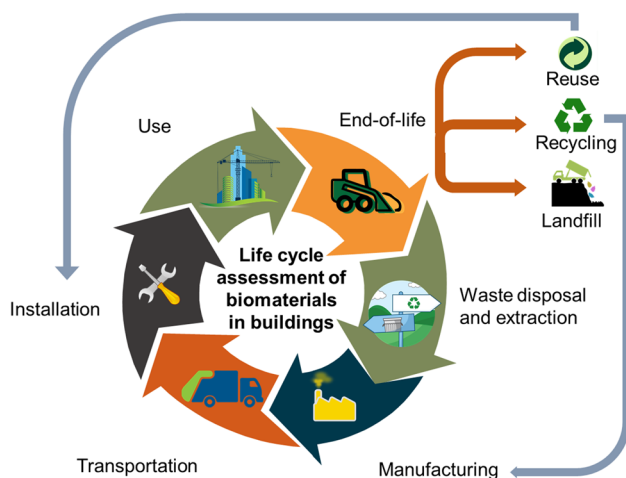 Reuse
Use
End-of-life
Recycling
Landfill
Life cycle
assessment of
biomaterials
in buildings
Installation
Waste disposal
and extraction
Transportation
Manufacturing